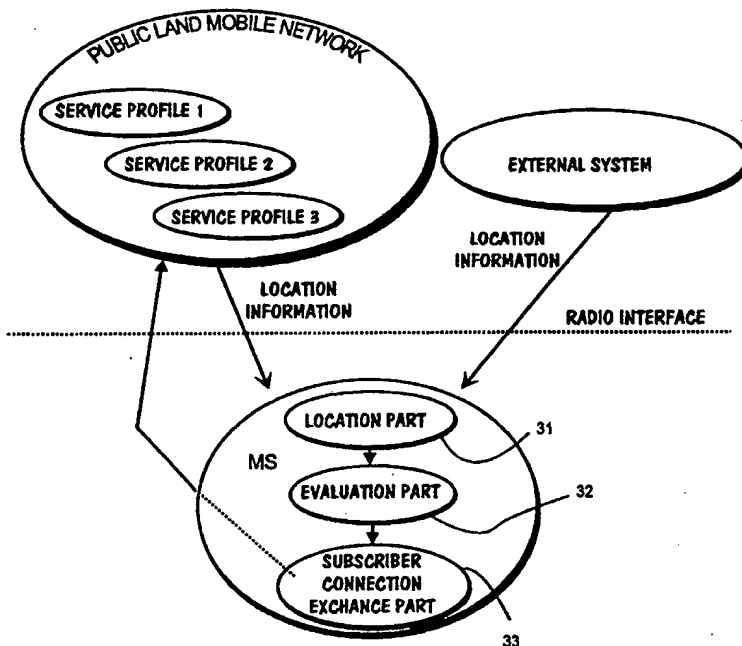 PUBLIC LAND MOBILE NETWORK
SERVICE PROFILE 1
SERVICE PROFILE 2
SERVICE PROFILE 3
EXTERNAL SYSTEM
LOCATION
INFORMATION
LOCATION
INFORMATION
RADIO INTERFACE
LOCATION PART
31
MS
EVALUATION PART
32
SUBSCRIBER
CONNECTION
EXCHANGE PART
33